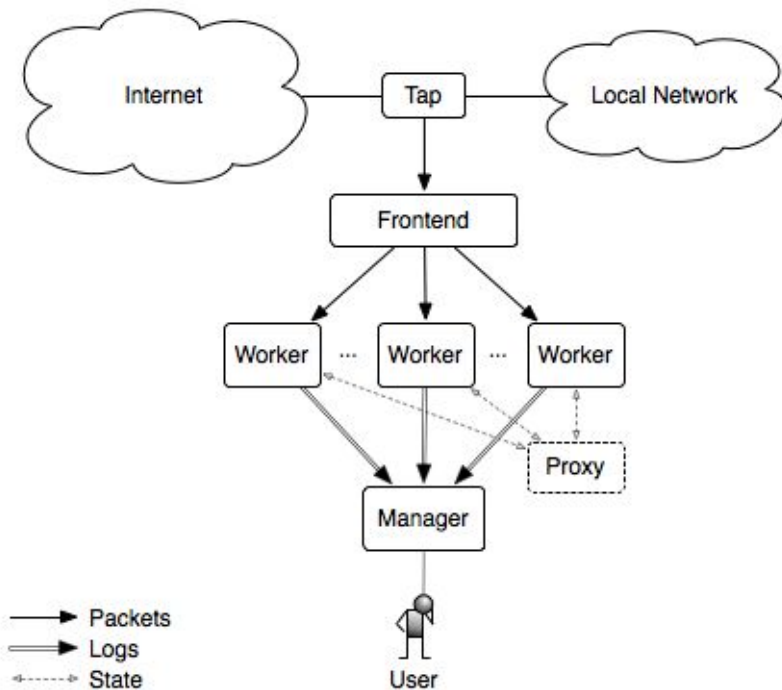 Internet
Tap
Local Network
Frontend
Worker ... Worker ... Worker
Proxy
Manager
Packets
Logs
State
User